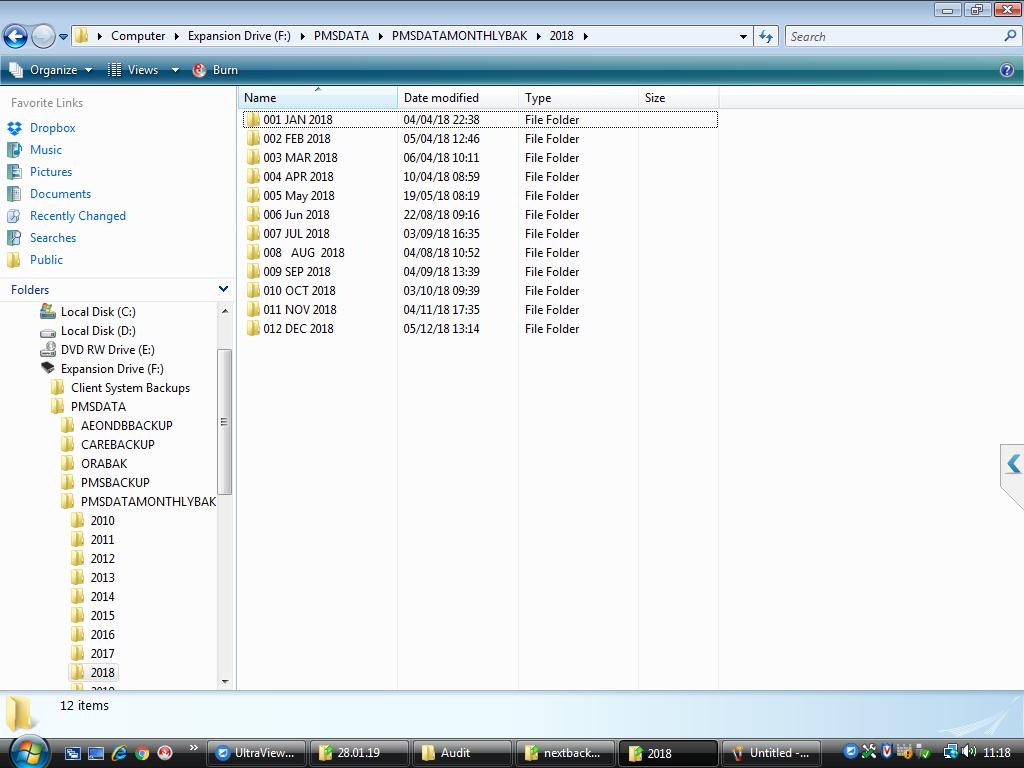 Computer Expansion Drive (F:) PMSDATA PMSDATAMONTHLYBAK 2018 Search
Organize Views Burn
Favorite Links
Dropbox
Music
Pictures
Documents
Recently Changed
Searches
Public
Folders
Local Disk (C:)
Local Disk (D:)
DVD RW Drive (E:)
Expansion Drive (F:)
Client System Backups
PMSDATA
AEONDBBACKUP
CAREBACKUP
ORABAK
PMSBACKUP
PMSDATAMONTHLYBAK
2010
2011
2012
2013
2014
2015
2016
2017
2018
Name Date modified Type Size
001 JAN 2018 04/04/18 22:38 File Folder
002 FEB 2018 05/04/18 12:46 File Folder
003 MAR 2018 06/04/18 10:11 File Folder
004 APR 2018 10/04/18 08:59 File Folder
005 May 2018 19/05/18 08:19 File Folder
006 Jun 2018 22/08/18 09:16 File Folder
007 JUL 2018 03/09/18 16:35 File Folder
008 AUG 2018 04/08/18 10:52 File Folder
009 SEP 2018 04/09/18 13:39 File Folder
010 OCT 2018 03/10/18 09:39 File Folder
011 NOV 2018 04/11/18 17:35 File Folder
012 DEC 2018 05/12/18 13:14 File Folder
12 items
UltraView... 28.01.19 Audit nextback... 2018 Untitled -... 11:18